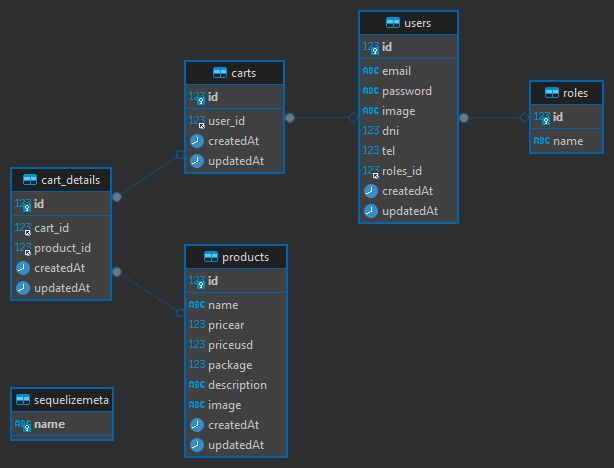 users
123 id
ABC email
ABC password
ABC image
123 dni
123 tel
123 roles_id
createdAt
updatedAt
carts
123 id
123 user_id
createdAt
updatedAt
roles
123 id
ABC name
cart_details
123 id
123 cart_id
123 product_id
createdAt
updatedAt
products
123 id
ABC name
123 pricear
123 priceusd
123 package
ABC description
ABC image
createdAt
updatedAt
sequelizemeta
ABC name